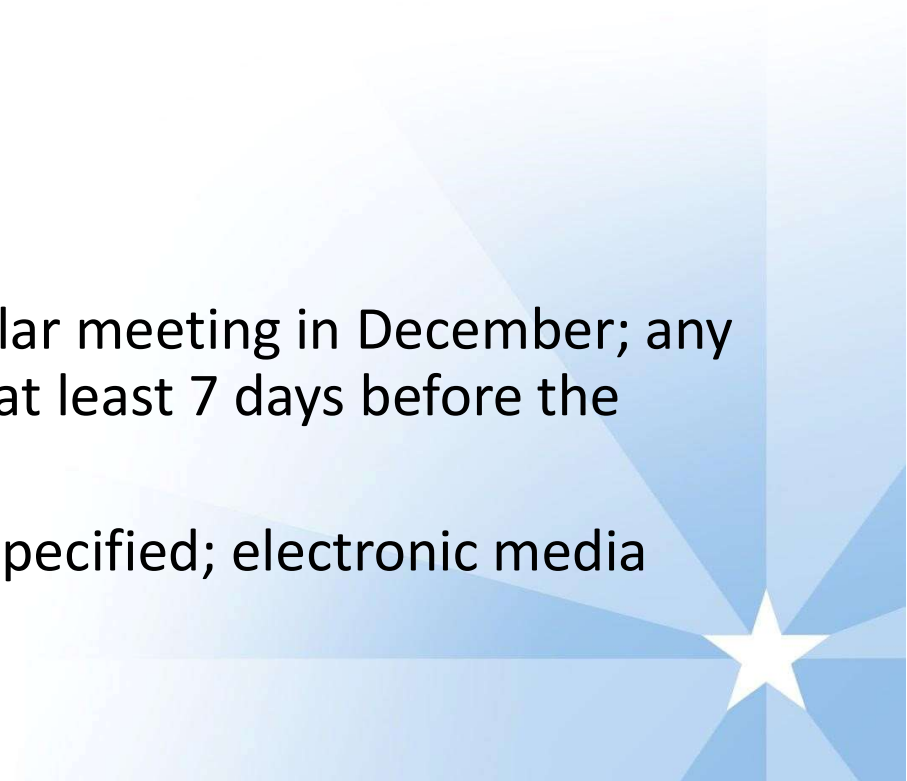 lar meeting in December; any
at least 7 days before the
pecified; electronic media